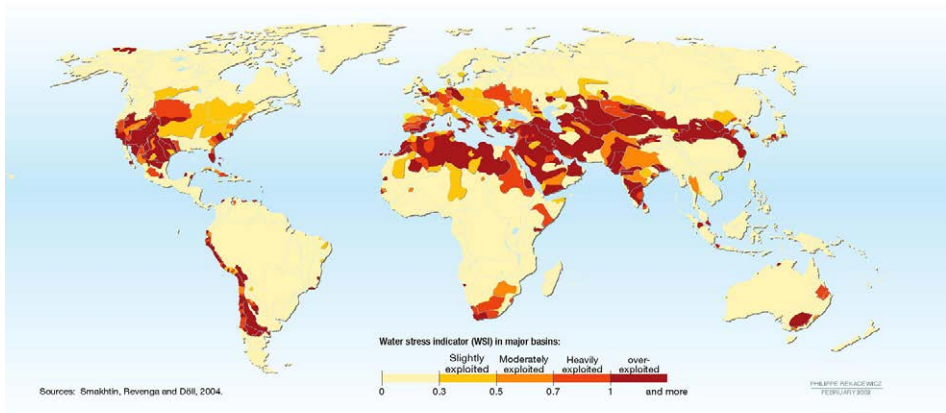 Water stress indicator (WSI) in major basins:
Slightly exploited
Moderately exploited
Heavily exploited
over-exploited
0 0.3 0.5 0.7 1 and more
Sources: Smakhtin, Revenga and Döll, 2004.
PHILIPPE REKACEWICZ
FEBRUARY